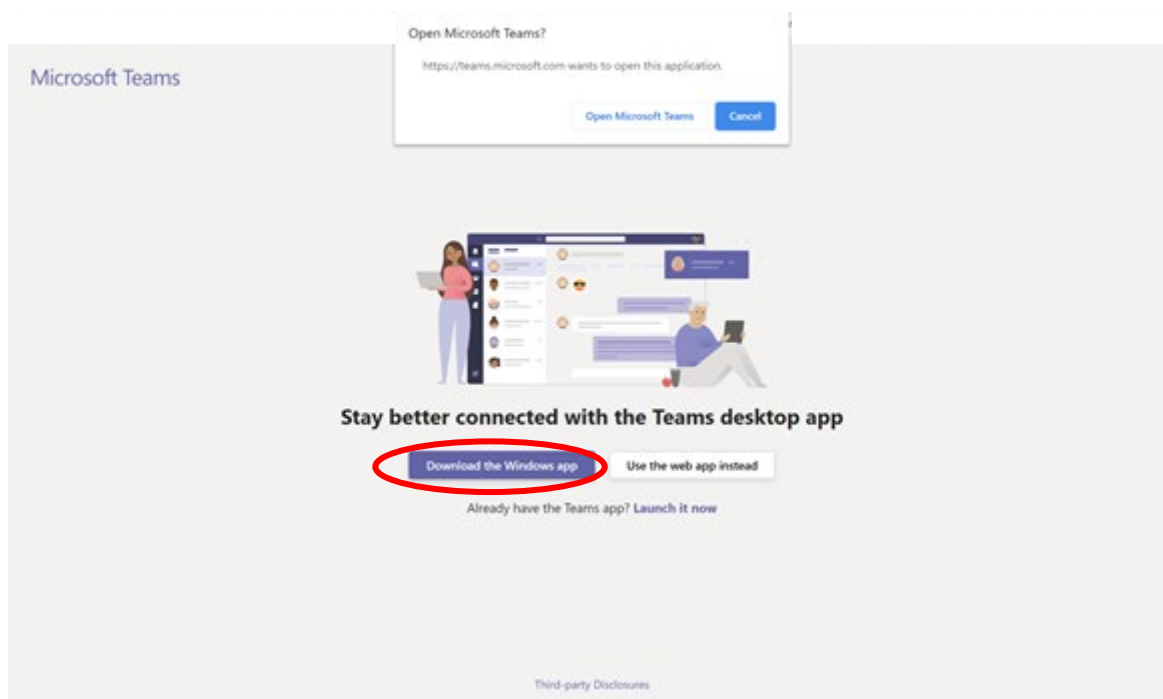 Open Microsoft Teams?
https://teams.microsoft.com wants to open this application.
Open Microsoft Teams
Cancel
Microsoft Teams
Stay better connected with the Teams desktop app
Download the Windows app
Use the web app instead
Already have the Teams app? Launch it now
Third-party Disclosures